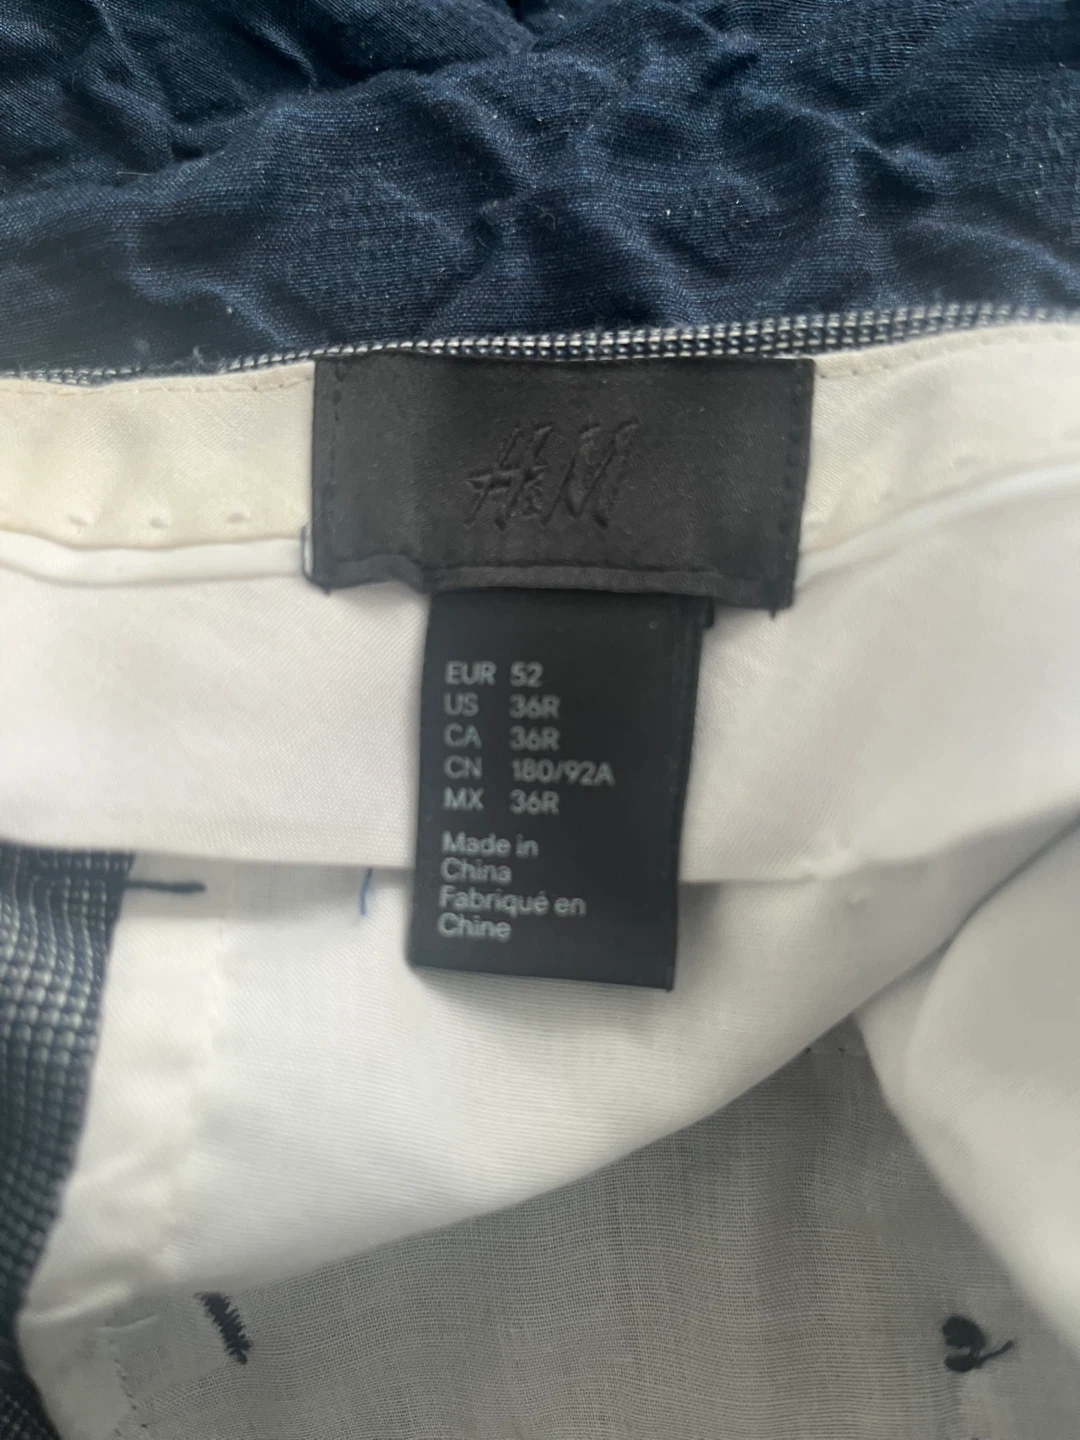 H&M
EUR 52
US 36R
CA 36R
CN 180/92A
MX 36R
Made in
China
Fabriqué en
Chine